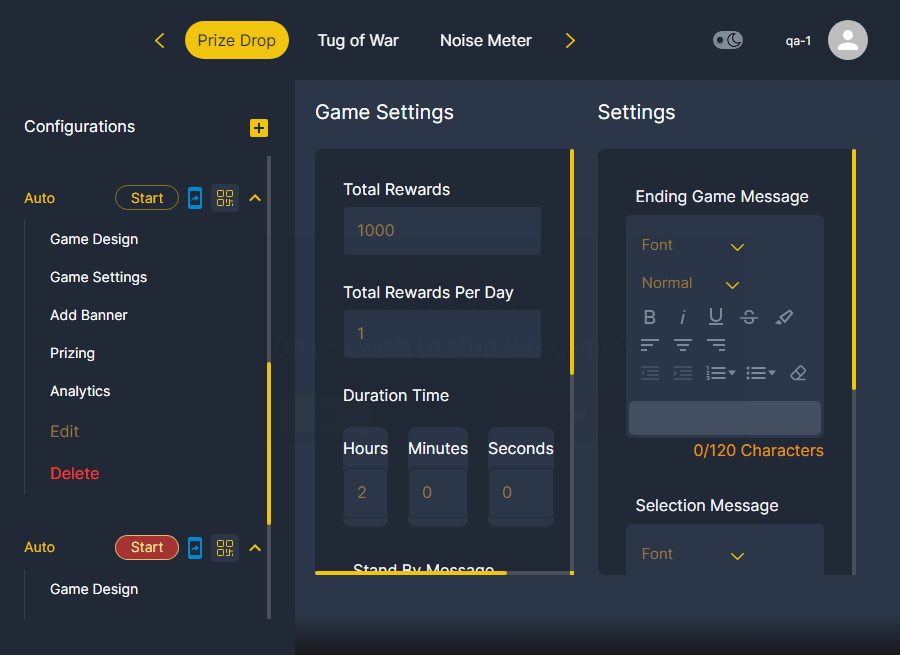 Prize Drop
Tug of War
Noise Meter
qa-1
Configurations
Auto
Start
Game Design
Game Settings
Add Banner
Prizing
Analytics
Edit
Delete
Auto
Start
Game Design
Game Settings
Total Rewards
1000
Total Rewards Per Day
1
Duration Time
Hours
Minutes
Seconds
2
0
0
Stand By Message
Settings
Ending Game Message
Font
Normal
0/120 Characters
Selection Message
Font